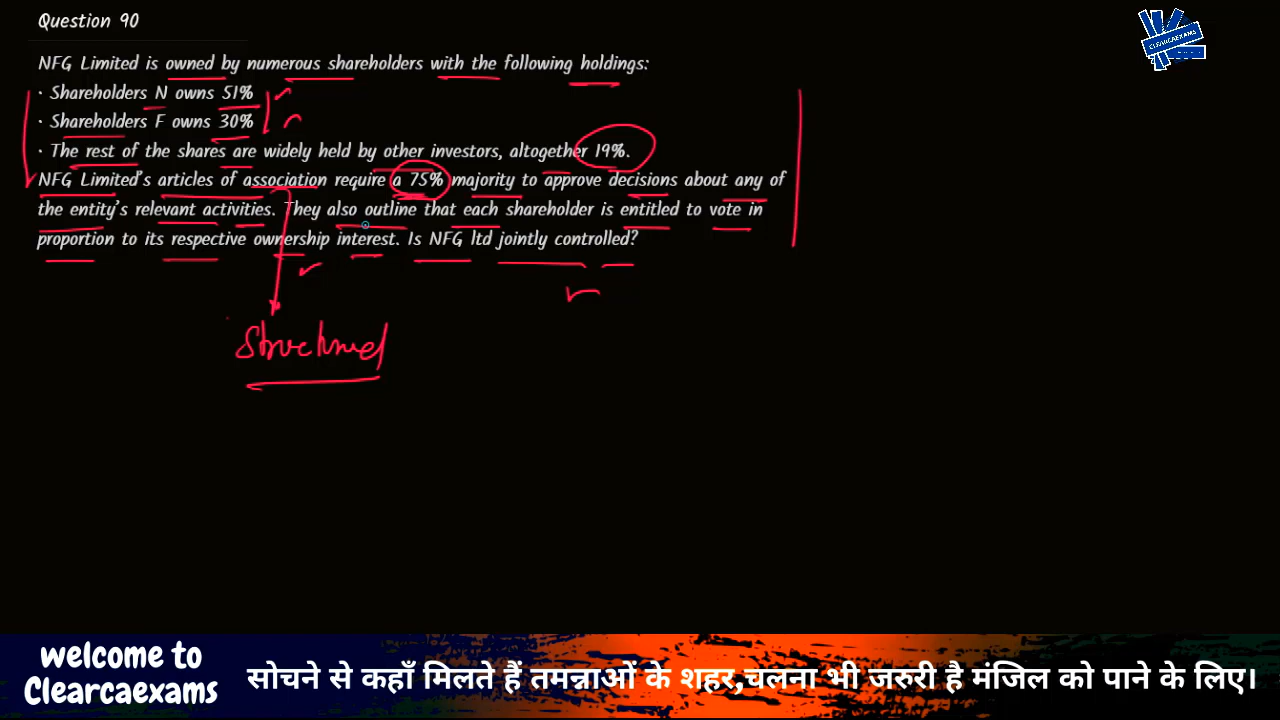 Question 90
CLEARCAEXAMS
NFG Limited is owned by numerous shareholders with the following holdings:
· Shareholders N owns 51%
· Shareholders F owns 30%
· The rest of the shares are widely held by other investors, altogether 19%.
NFG Limited's articles of association require a 75% majority to approve decisions about any of
the entity's relevant activities. They also outline that each shareholder is entitled to vote in
proportion to its respective ownership interest. Is NFG ltd jointly controlled?
Structured
welcome to
Clearcaexams
सोचने से कहाँ मिलते हैं तमन्नाओं के शहर,चलना भी जरुरी है मंजिल को पाने के लिए।